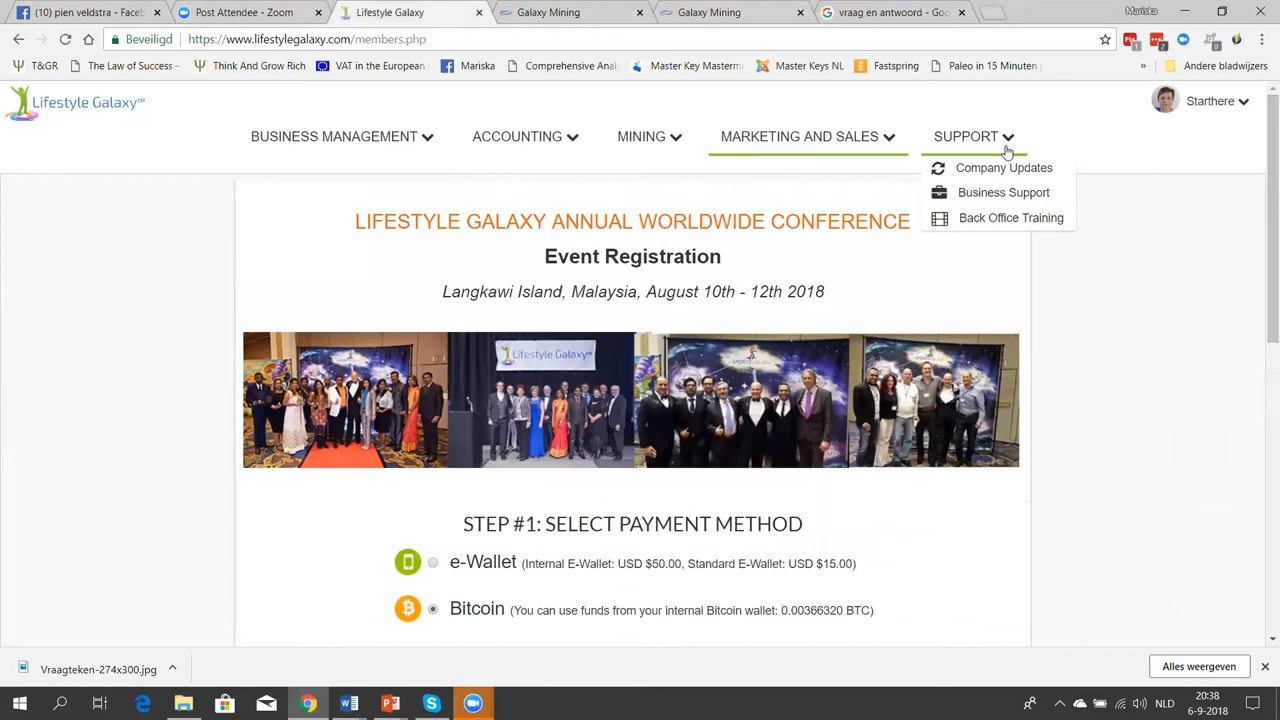 (10) pien veldstra - Faceb
Post Attendee - Zoom
Lifestyle Galaxy
Galaxy Mining
Galaxy Mining
vraag en antwoord - Goo
Mariska
Beveiligd
https://www.lifestylegalaxy.com/members.php
1
2
0
T&GR
The Law of Success –
Think And Grow Rich
VAT in the European
Mariska
Comprehensive Anal
Master Key Masterm
Master Keys NL
Fastspring
Paleo in 15 Minuten
»
Andere bladwijzers
Lifestyle Galaxy™
Starthere
BUSINESS MANAGEMENT
ACCOUNTING
MINING
MARKETING AND SALES
SUPPORT
Company Updates
Business Support
Back Office Training
LIFESTYLE GALAXY ANNUAL WORLDWIDE CONFERENCE
Event Registration
Langkawi Island, Malaysia, August 10th - 12th 2018
Lifestyle Galaxy™
STEP #1: SELECT PAYMENT METHOD
e-Wallet (Internal E-Wallet: USD $50.00, Standard E-Wallet: USD $15.00)
Bitcoin (You can use funds from your internal Bitcoin wallet: 0.00366320 BTC)
Vraagteken-274x300.jpg
Alles weergeven
NLD
20:38
6-9-2018